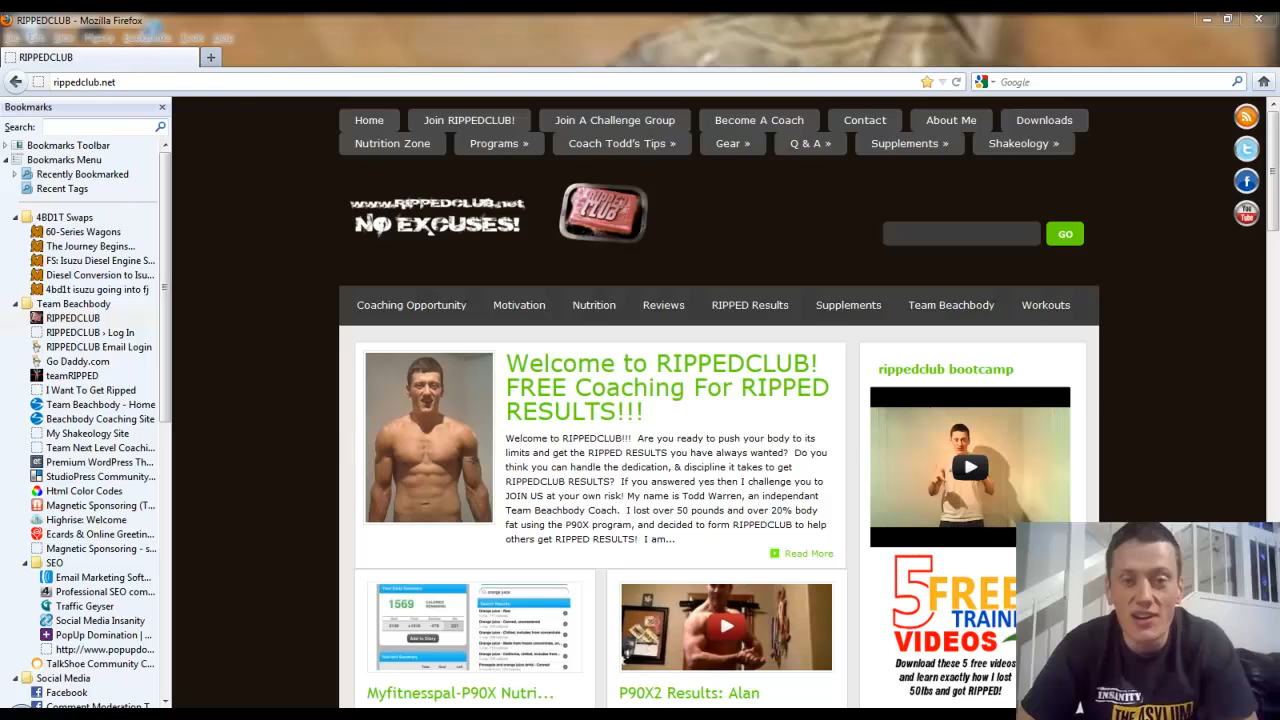 RIPPEDCLUB - Mozilla Firefox
RIPPEDCLUB
rippedclub.net
Google
Bookmarks
Search:
Bookmarks Toolbar
Bookmarks Menu
Recently Bookmarked
Recent Tags
4BD1T Swaps
60-Series Wagons
The Journey Begins...
FS: Isuzu Diesel Engine S...
Diesel Conversion to Isu...
4bd1t isuzu going into fj
Team Beachbody
RIPPEDCLUB
RIPPEDCLUB › Log In
RIPPEDCLUB Email Login
Go Daddy.com
teamRIPPED
I Want To Get Ripped
Team Beachbody - Home
Beachbody Coaching Site
My Shakeology Site
Team Next Level Coachi...
Premium WordPress Th...
StudioPress Community...
Html Color Codes
Magnetic Sponsoring (T...
Highrise: Welcome
Ecards & Online Greetin...
Magnetic Sponsoring - s...
SEO
Email Marketing Soft...
Professional SEO com...
Traffic Geyser
Social Media Insanity
PopUp Domination | ...
http://www.popupdo...
TalkShoe Community C...
Social Media
Facebook
Comment Moderation T
Home
Join RIPPEDCLUB!
Join A Challenge Group
Become A Coach
Contact
About Me
Downloads
Nutrition Zone
Programs »
Coach Todd's Tips »
Gear »
Q & A »
Supplements »
Shakeology »
www.RIPPEDCLUB.net
NO EXCUSES!
RIPPED
CLUB
GO
Coaching Opportunity
Motivation
Nutrition
Reviews
RIPPED Results
Supplements
Team Beachbody
Workouts
Welcome to RIPPEDCLUB!
FREE Coaching For RIPPED
RESULTS!!!
Welcome to RIPPEDCLUB!!! Are you ready to push your body to its
limits and get the RIPPED RESULTS you have always wanted? Do you
think you can handle the dedication, & discipline it takes to get
RIPPEDCLUB RESULTS? If you answered yes then I challenge you to
JOIN US at your own risk! My name is Todd Warren, an independant
Team Beachbody Coach. I lost over 50 pounds and over 20% body
fat using the P90X program, and decided to form RIPPEDCLUB to help
others get RIPPED RESULTS! I am...
Read More
1569
Add to Diary
orange juice
Myfitnesspal-P90X Nutri...
P90X2 Results: Alan
rippedclub bootcamp
You Tube
5 FREE
TRAIN
VIDEOS
Download these 5 free videos
and learn exactly how I lost
50lbs and got RIPPED!
INSANITY
THE ASYLUM